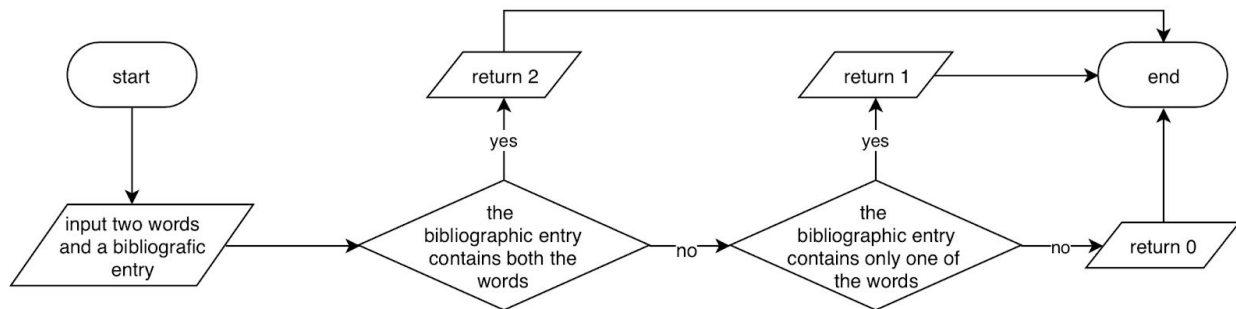 start
input two words
and a bibliografic
entry
the
bibliographic entry
contains both the
words
yes
return 2
no
the
bibliographic entry
contains only one of
the words
yes
return 1
no
return 0
end